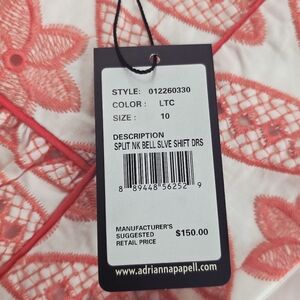 STYLE: 012260330
COLOR: LTC
SIZE: 10
DESCRIPTION
SPLIT NK BELL SLVE SHIFT DRS
8 89448 56252 9
MANUFACTURER'S
SUGGESTED
RETAIL PRICE $150.00
www.adriannapapell.com